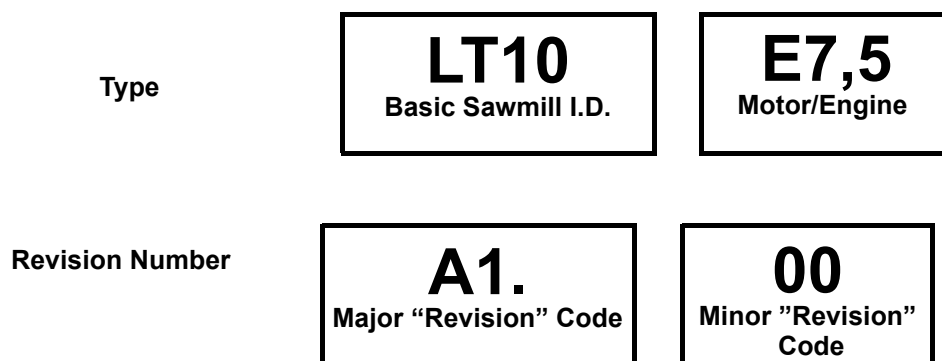 Type
LT10
Basic Sawmill I.D.
E7,5
Motor/Engine
Revision Number
A1.
Major “Revision” Code
00
Minor ”Revision”
Code